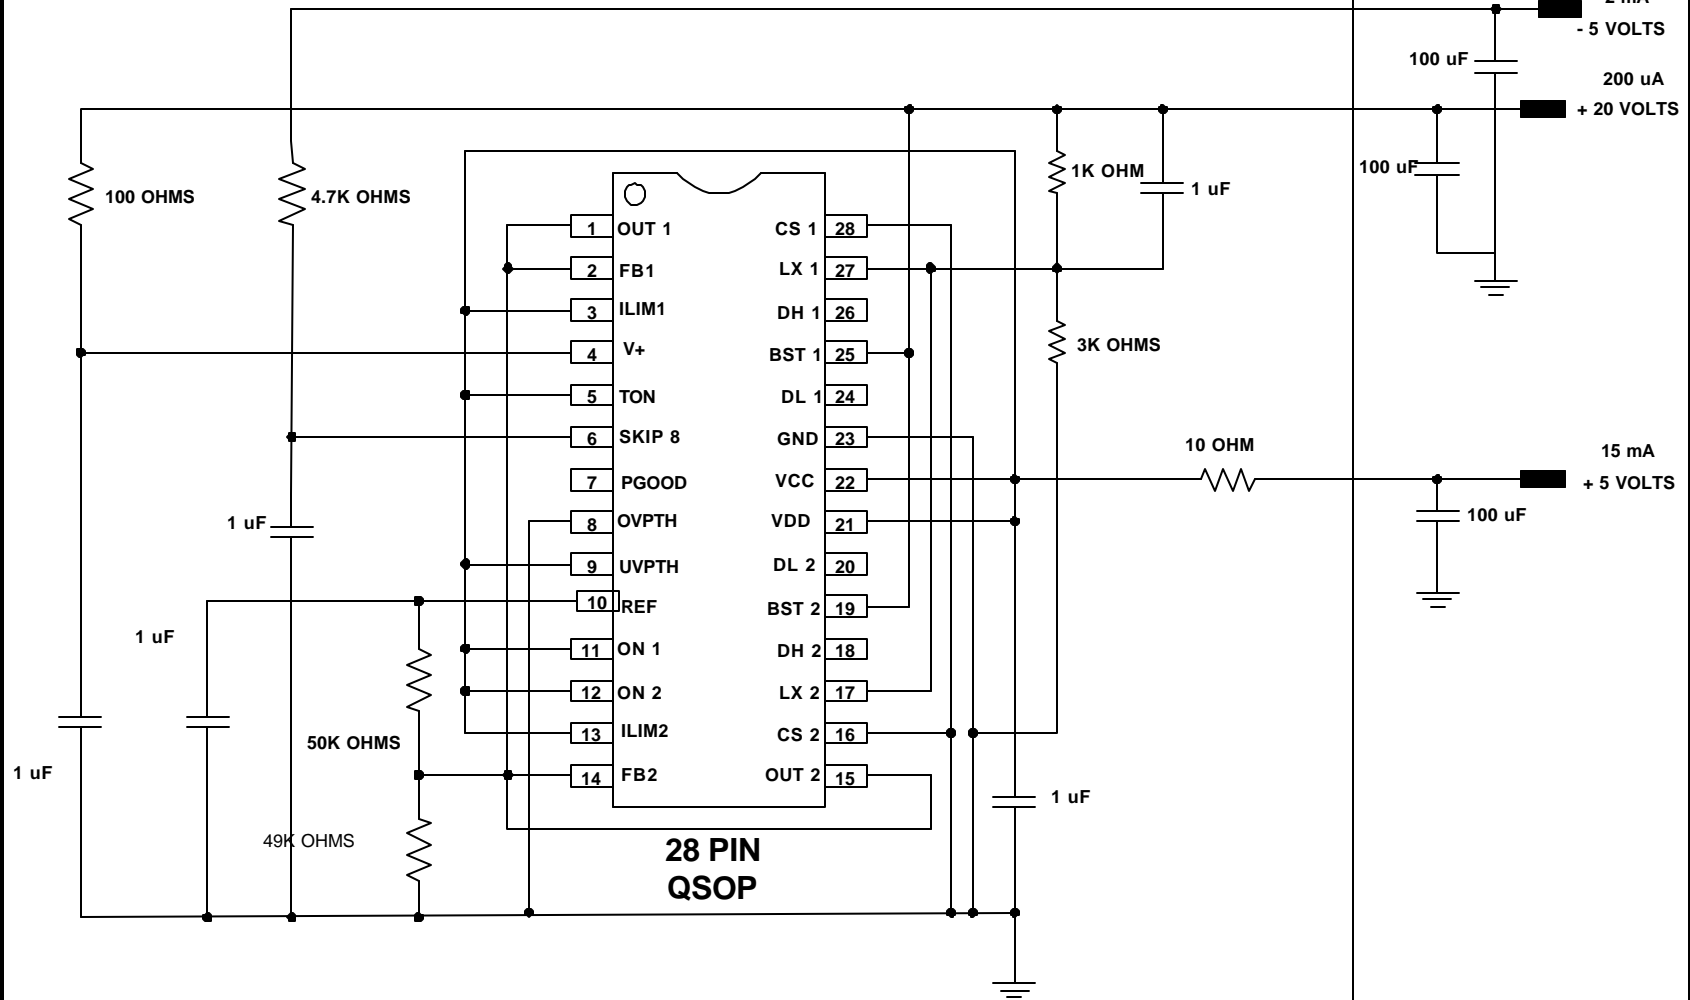 2 mA
- 5 VOLTS
100 uF
200 uA
+ 20 VOLTS
100 uF
100 OHMS
4.7K OHMS
1K OHM
1 uF
1 OUT 1
CS 1 28
2 FB1
LX 1 27
3 ILIM1
DH 1 26
4 V+
BST 1 25
3K OHMS
5 TON
DL 1 24
6 SKIP 8
GND 23
10 OHM
15 mA
+ 5 VOLTS
7 PGOOD
VCC 22
1 uF
8 OVPTH
VDD 21
100 uF
9 UVPTH
DL 2 20
10 REF
BST 2 19
1 uF
11 ON 1
DH 2 18
12 ON 2
LX 2 17
13 ILIM2
CS 2 16
50K OHMS
1 uF
14 FB2
OUT 2 15
1 uF
49K OHMS
28 PIN
QSOP